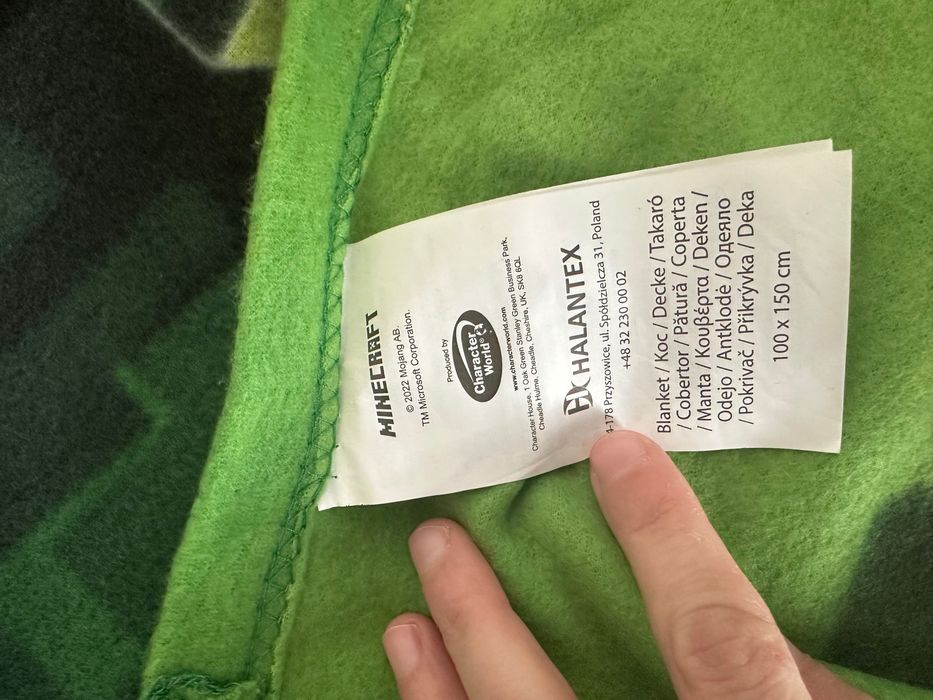 MINECRAFT
© 2022 Mojang AB.
TM Microsoft Corporation.
Produced by
Character
World®
www.characterworld.com
Character House, 1 Oak Green Stanley Green Business Park,
Cheadle Hulme, Cheadle, Cheshire, UK, SK8 6QL
HALANTEX
4-178 Przyszowice, ul. Spółdzielcza 31, Poland
+48 32 230 00 02
Blanket / Koc / Decke / Takaró
/ Cobertor / Pătură / Coperta
/ Manta / Κουβέρτα / Deken /
Odejo / Antklodė / Одеяло
/ Pokrivač / Přikrývka / Deka
100 x 150 cm